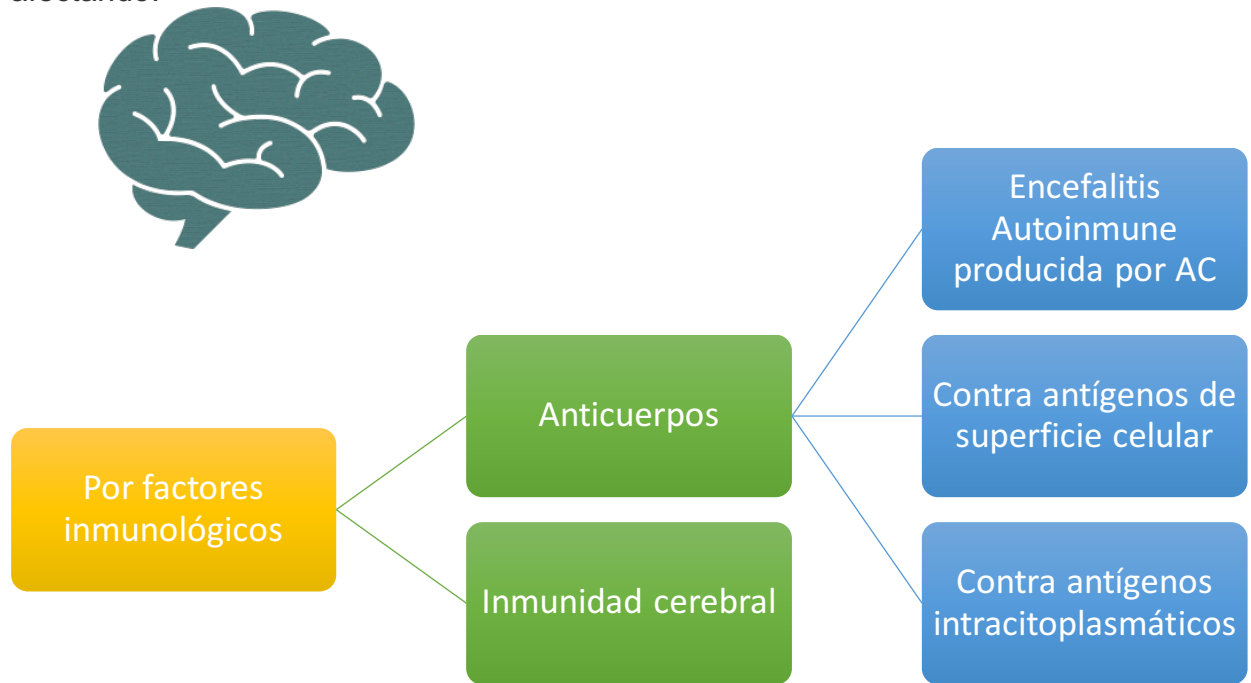 Por factores
inmunológicos
Anticuerpos
Inmunidad cerebral
Encefalitis
Autoinmune
producida por AC
Contra antígenos de
superficie celular
Contra antígenos
intracitoplasmáticos